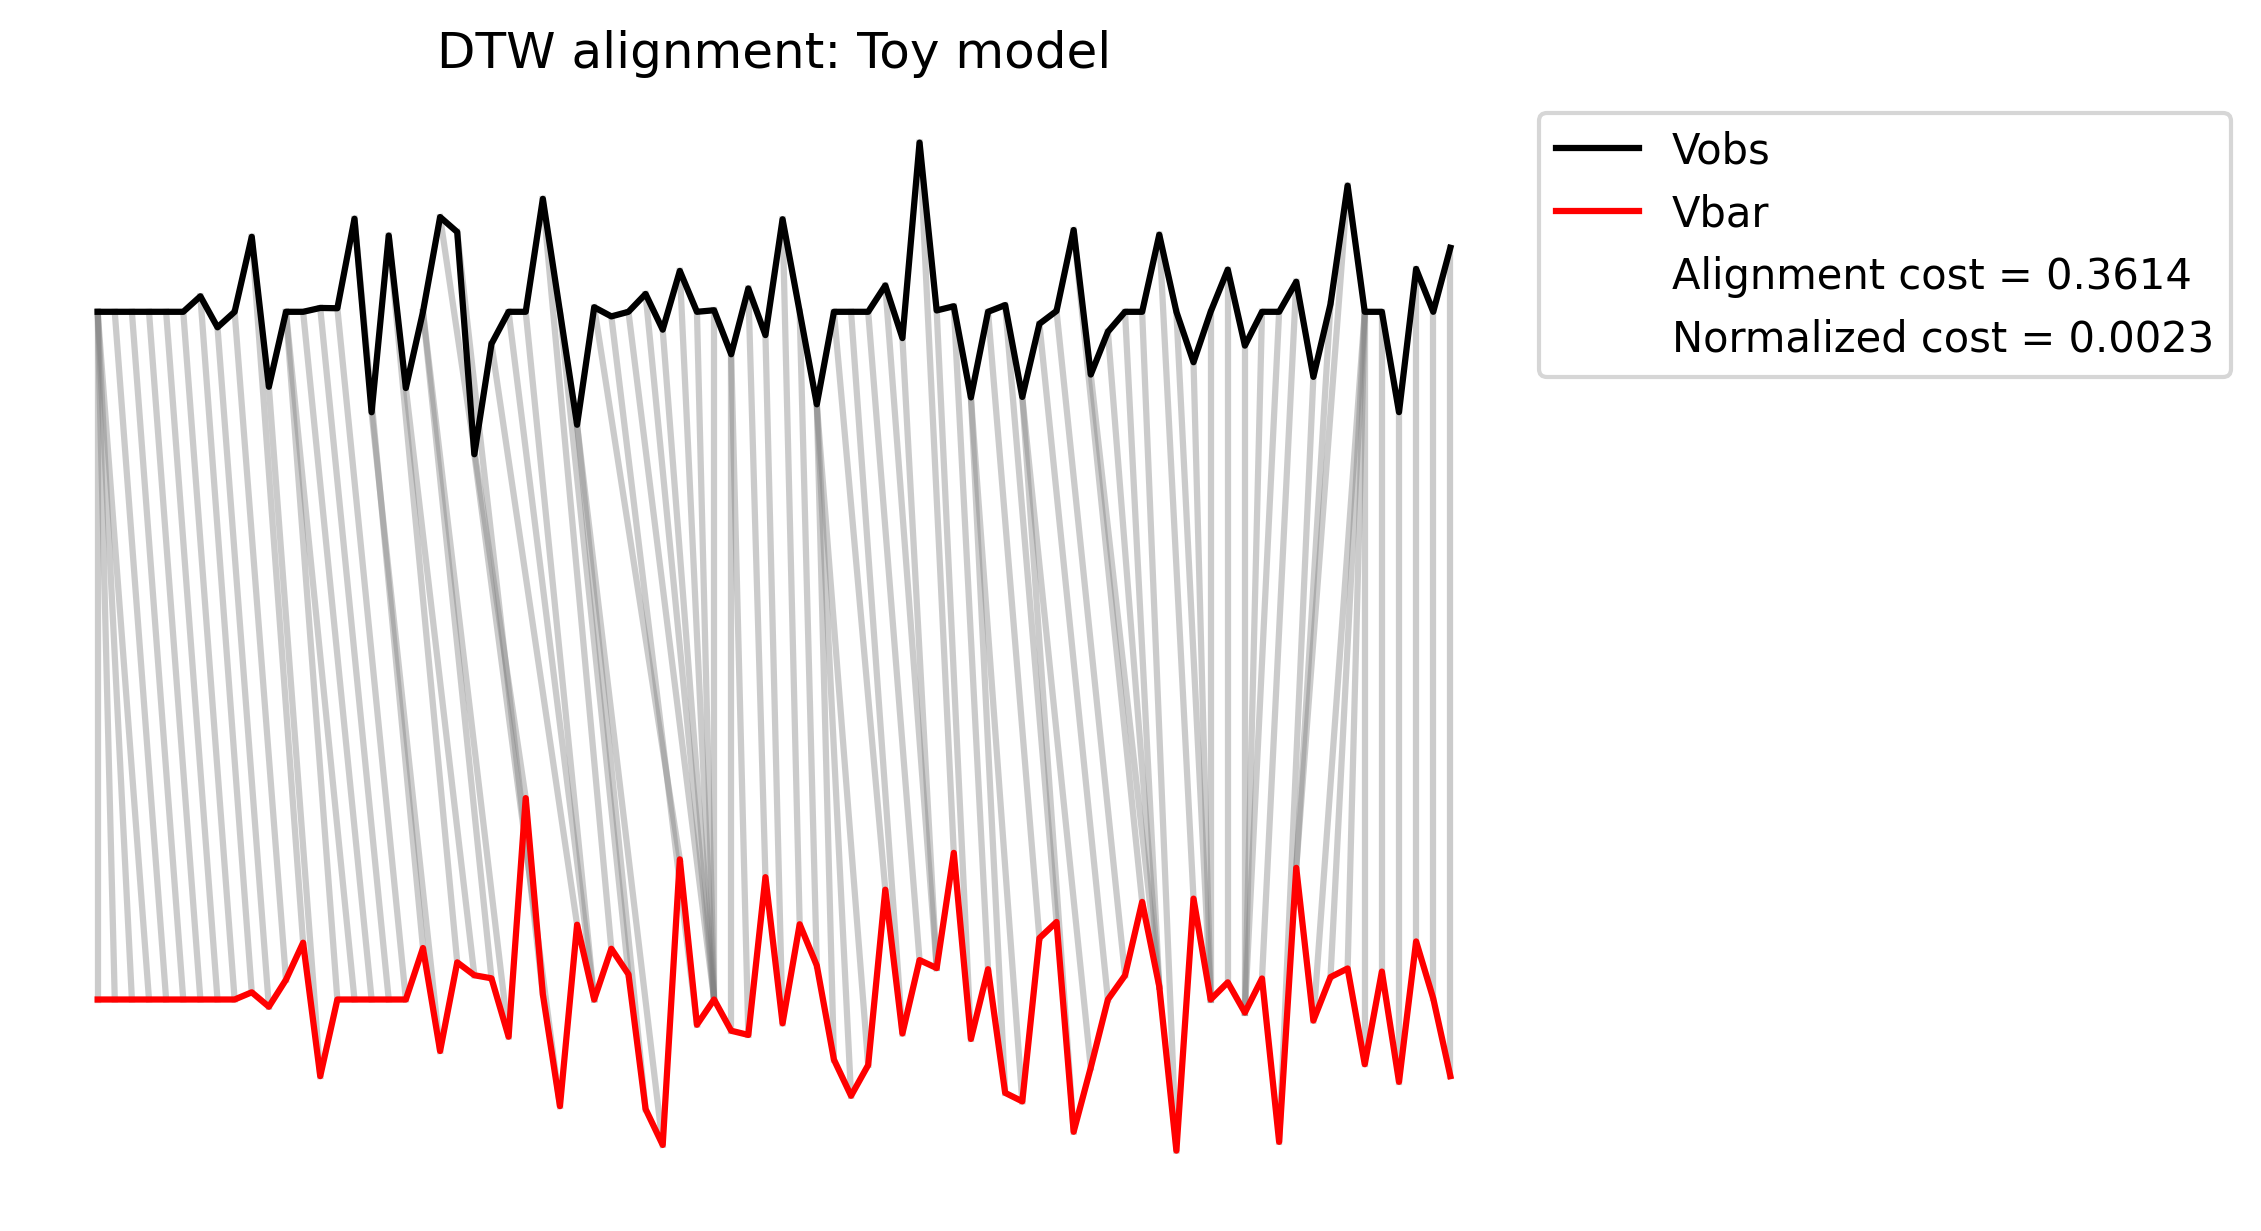 DTW alignment: Toy model
Vobs
Vbar
Alignment cost = 0.3614
Normalized cost = 0.0023